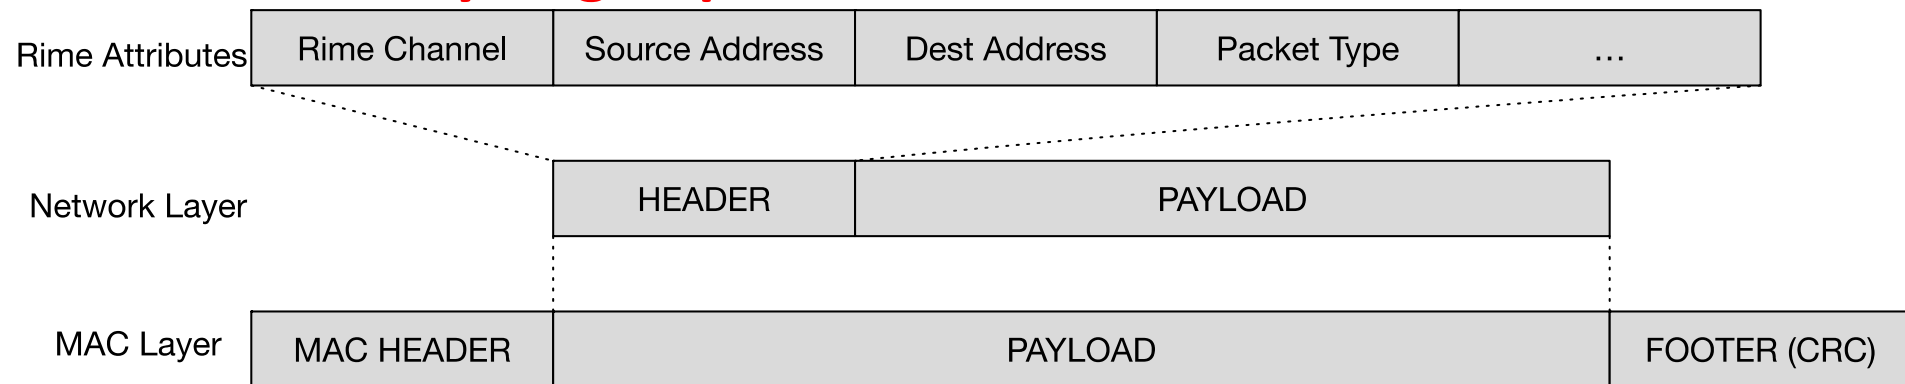 Rime Attributes Rime Channel Source Address Dest Address Packet Type ...
Network Layer HEADER PAYLOAD
MAC Layer MAC HEADER PAYLOAD FOOTER (CRC)